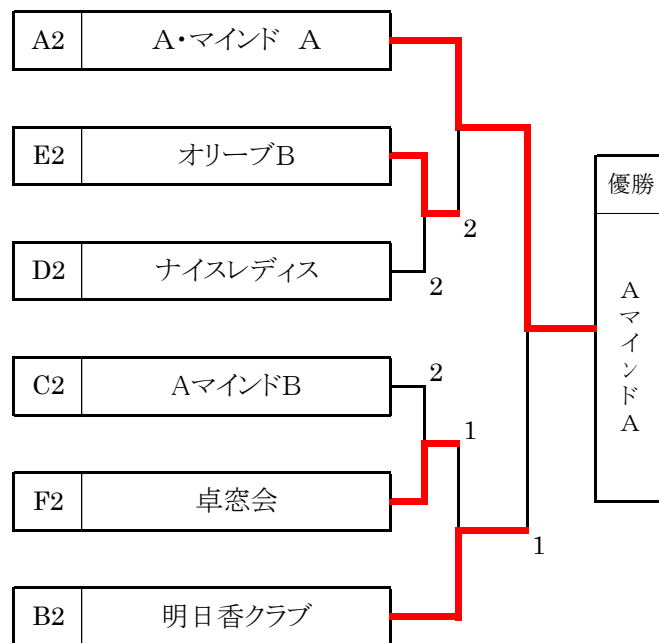 A2 A・マインド A
E2 オリーブB
優勝
2
D2 ナイスレディス
2
AマインドA
C2 AマインドB
2
1
F2 卓窓会
1
B2 明日香クラブ